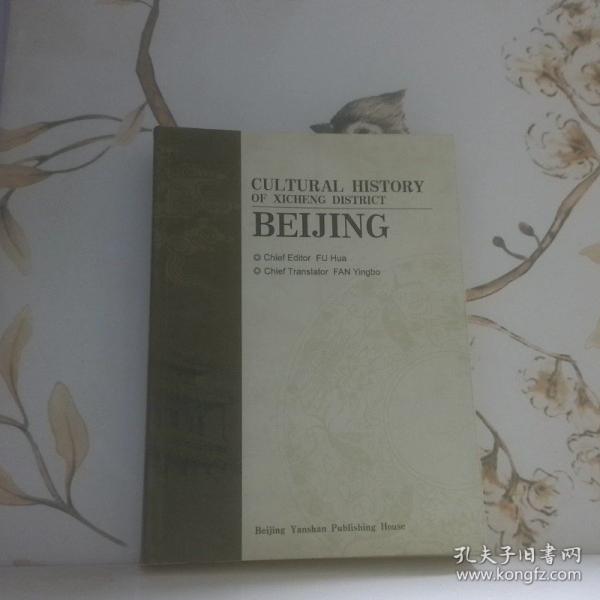 CULTURAL HISTORY
OF XICHENG DISTRICT
BEIJING
Chief Editor FU Hua
Chief Translator FAN Yingbo
Beijing Yanshan Publishing House
孔夫子旧书网
www.kongfz.com